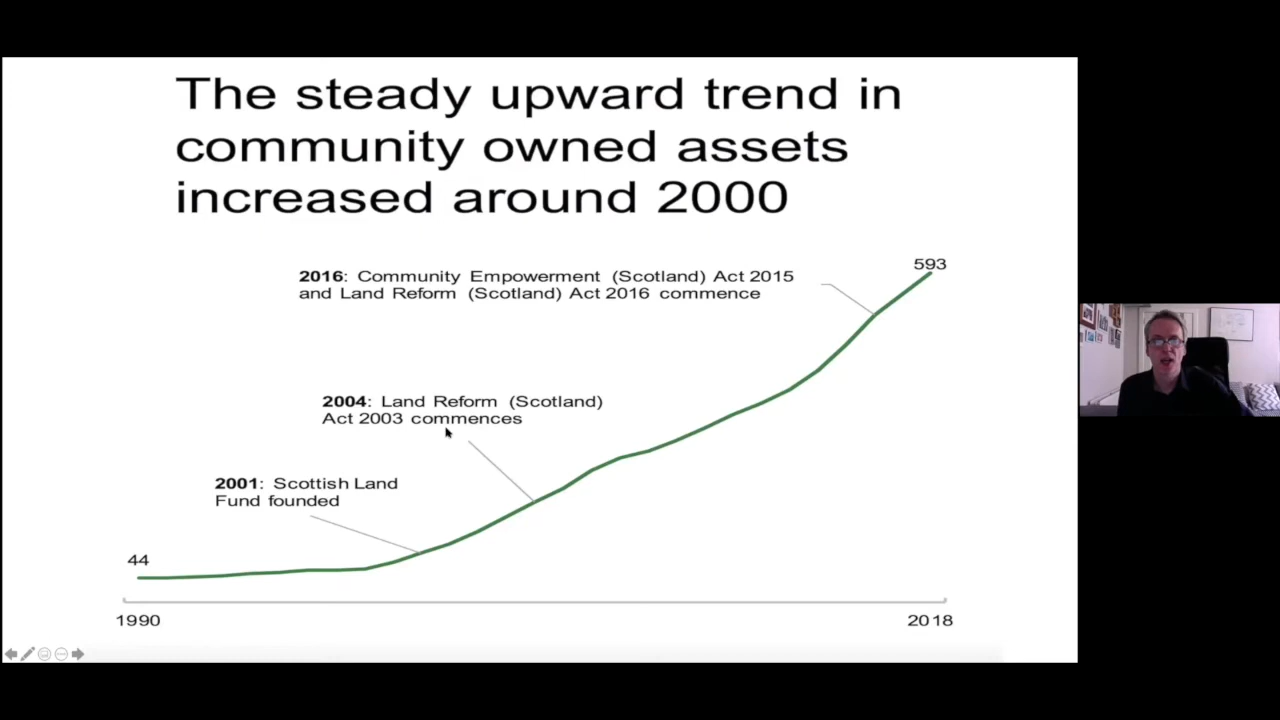 The steady upward trend in
community owned assets
increased around 2000
593
2016: Community Empowerment (Scotland) Act 2015
and Land Reform (Scotland) Act 2016 commence
2004: Land Reform (Scotland)
Act 2003 commences
2001: Scottish Land
Fund founded
44
1990
2018